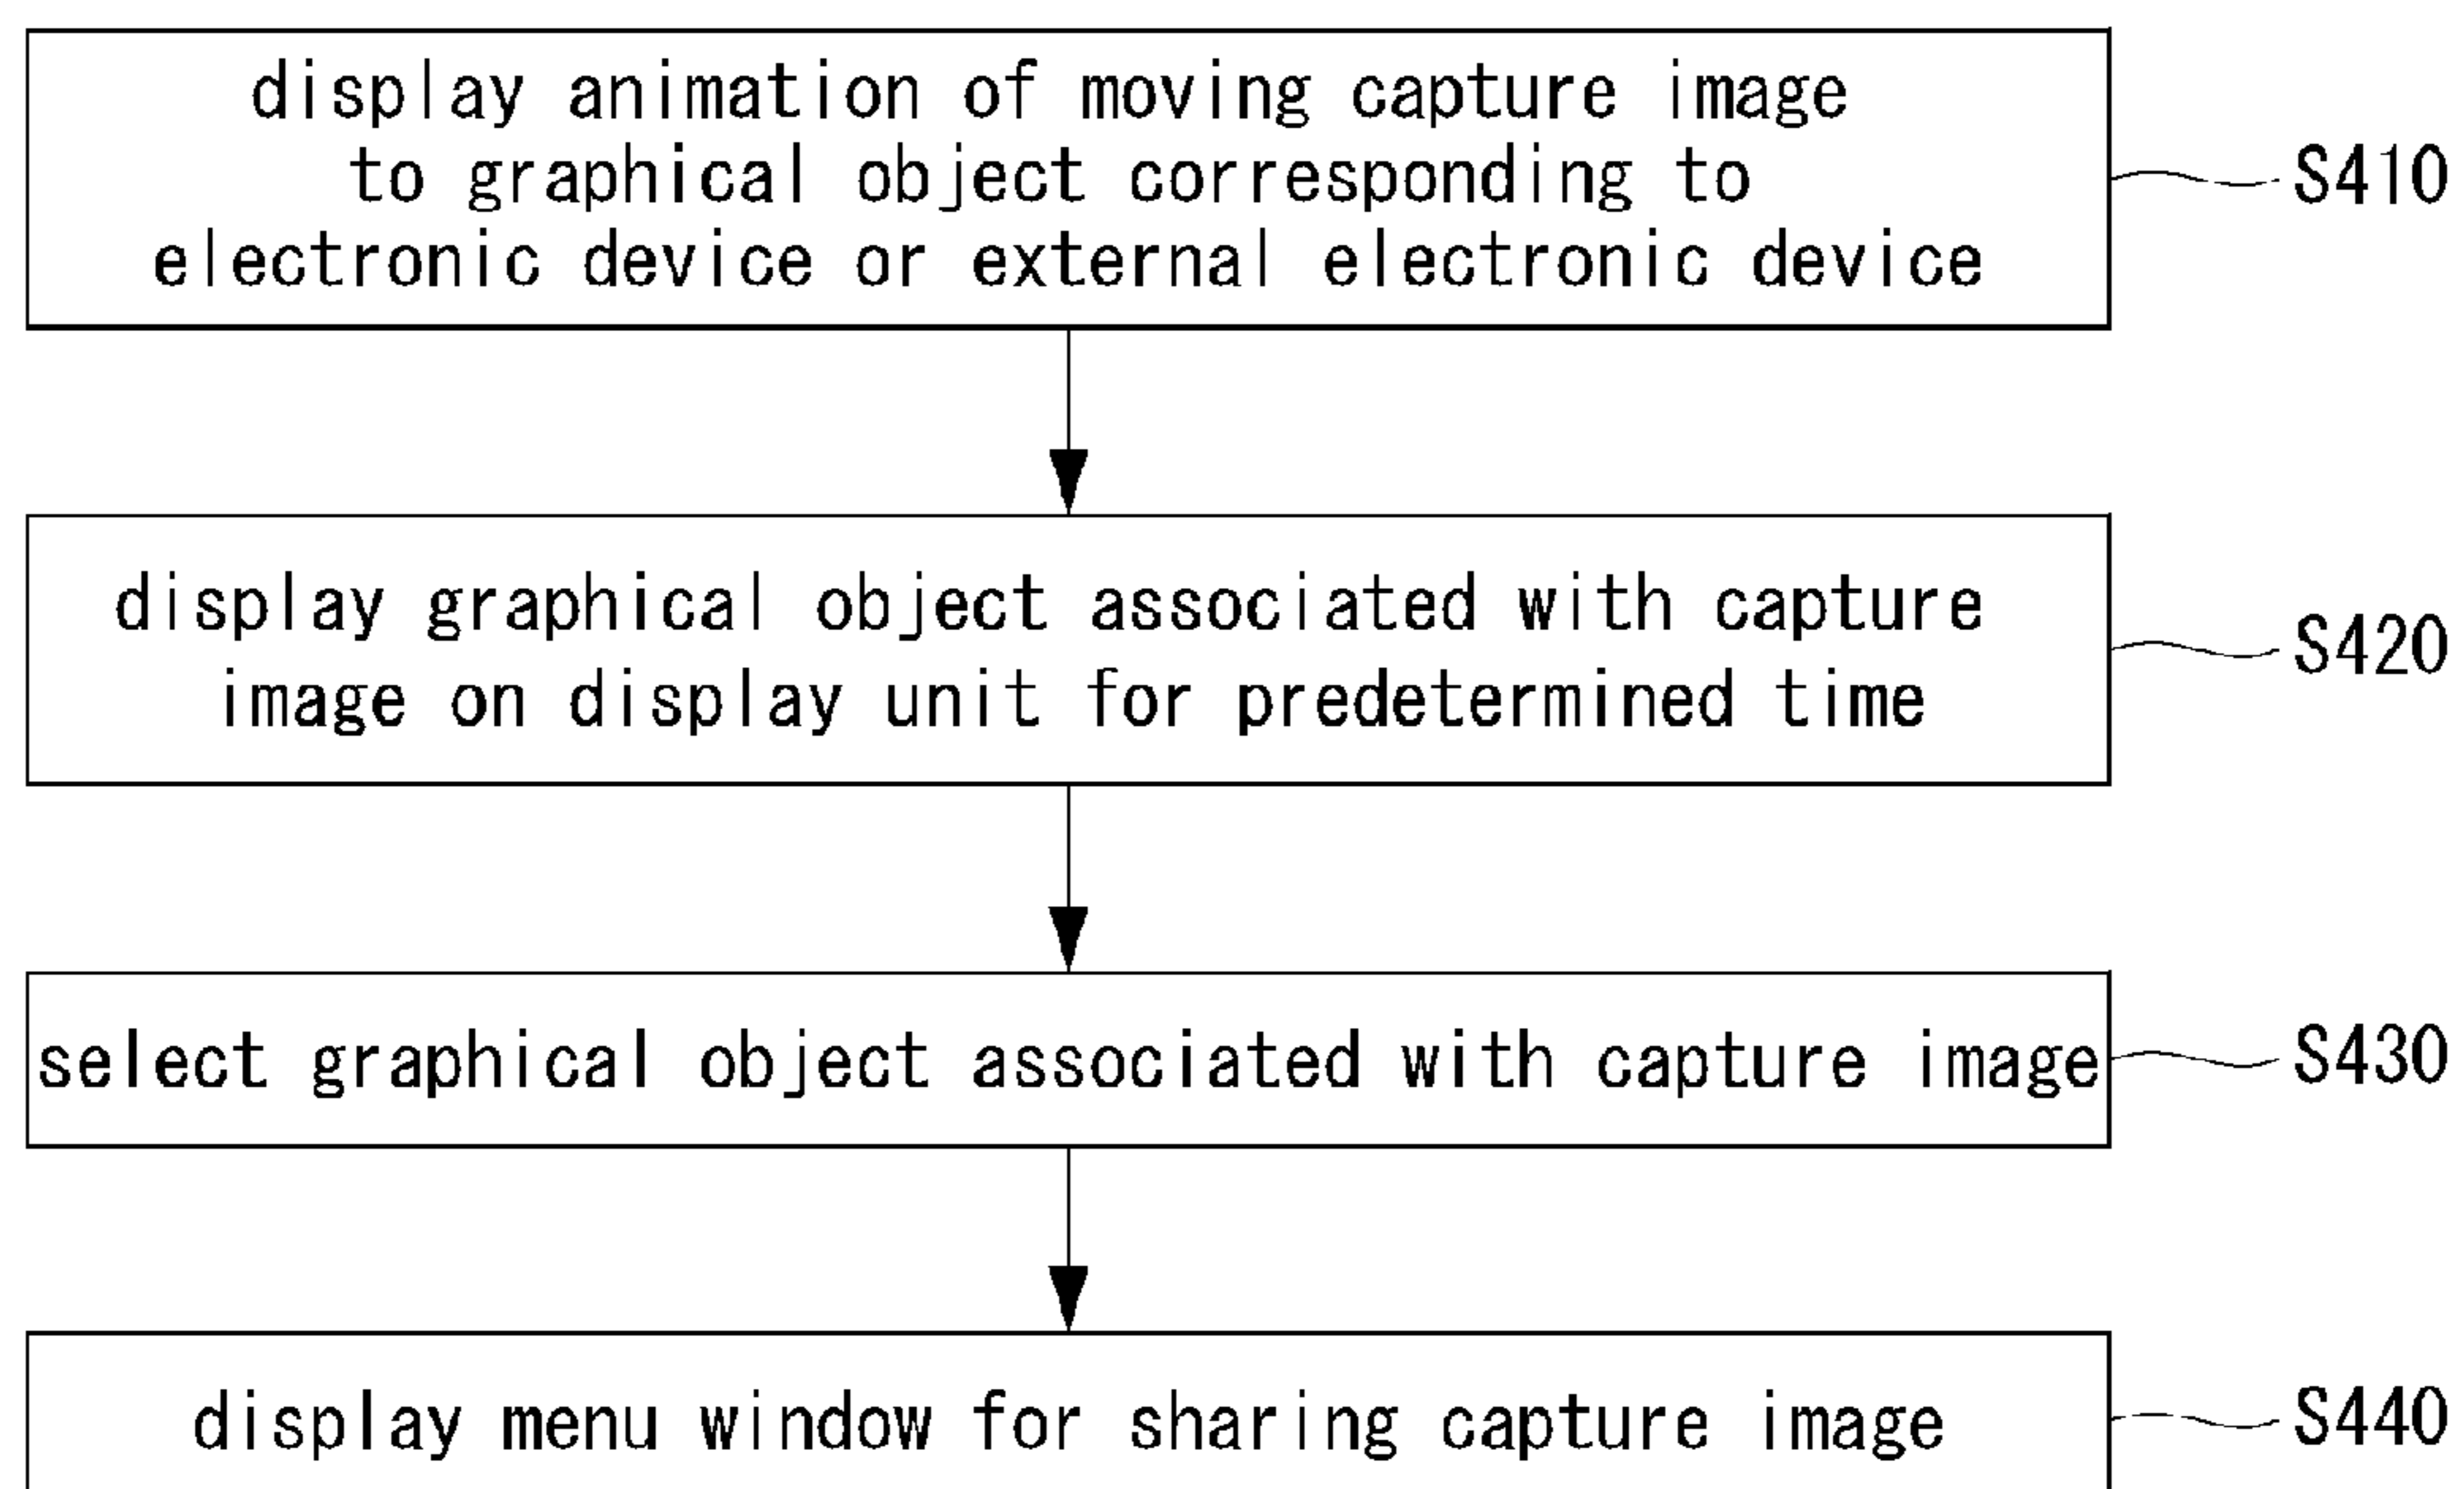 display animation of moving capture image
to graphical object corresponding to
electronic device or external electronic device
S410
display graphical object associated with capture
image on display unit for predetermined time
S420
select graphical object associated with capture image
S430
display menu window for sharing capture image
S440